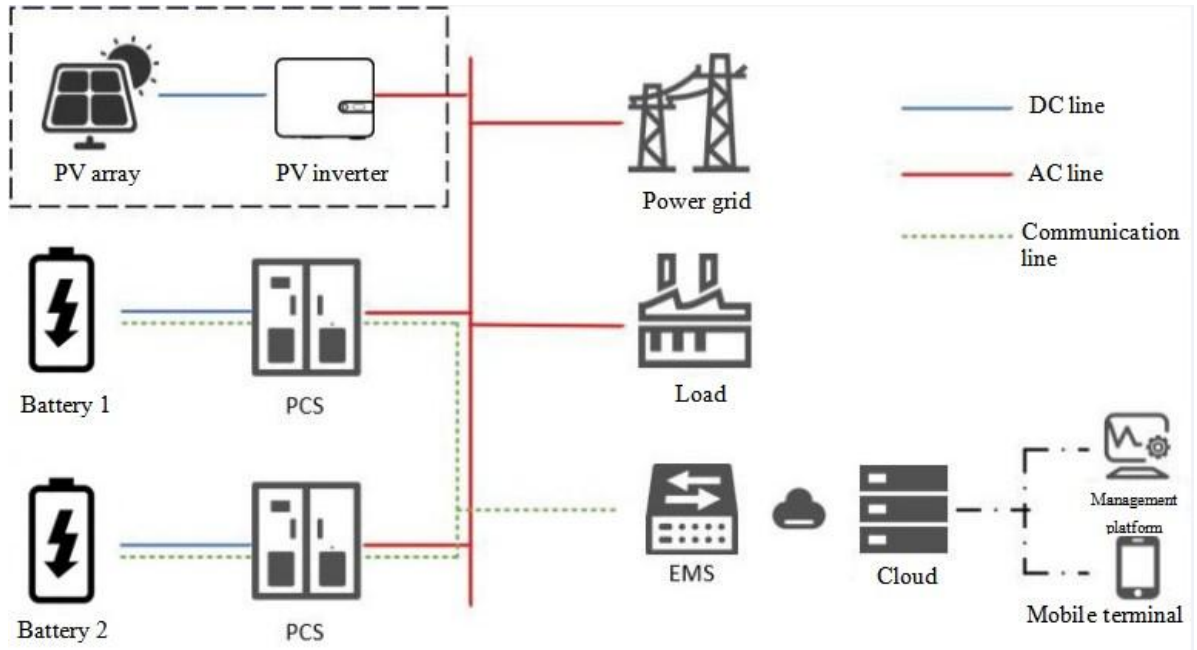 PV array
PV inverter
Power grid
DC line
AC line
Communication
line
Battery 1
PCS
Load
Battery 2
PCS
EMS
Cloud
Management
platform
Mobile terminal